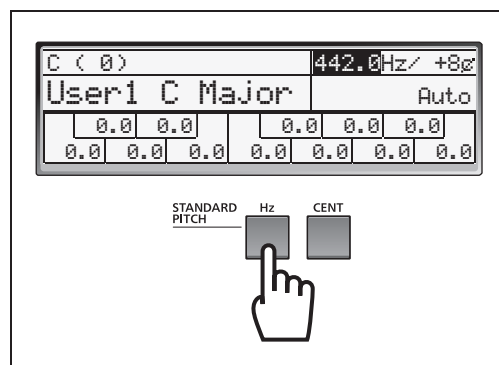 C ( 0) 442.0Hz/ +8¢
User1 C Major Auto
0.0 0.0 0.0 0.0 0.0
0.0 0.0 0.0 0.0 0.0 0.0 0.0
STANDARD PITCH Hz CENT